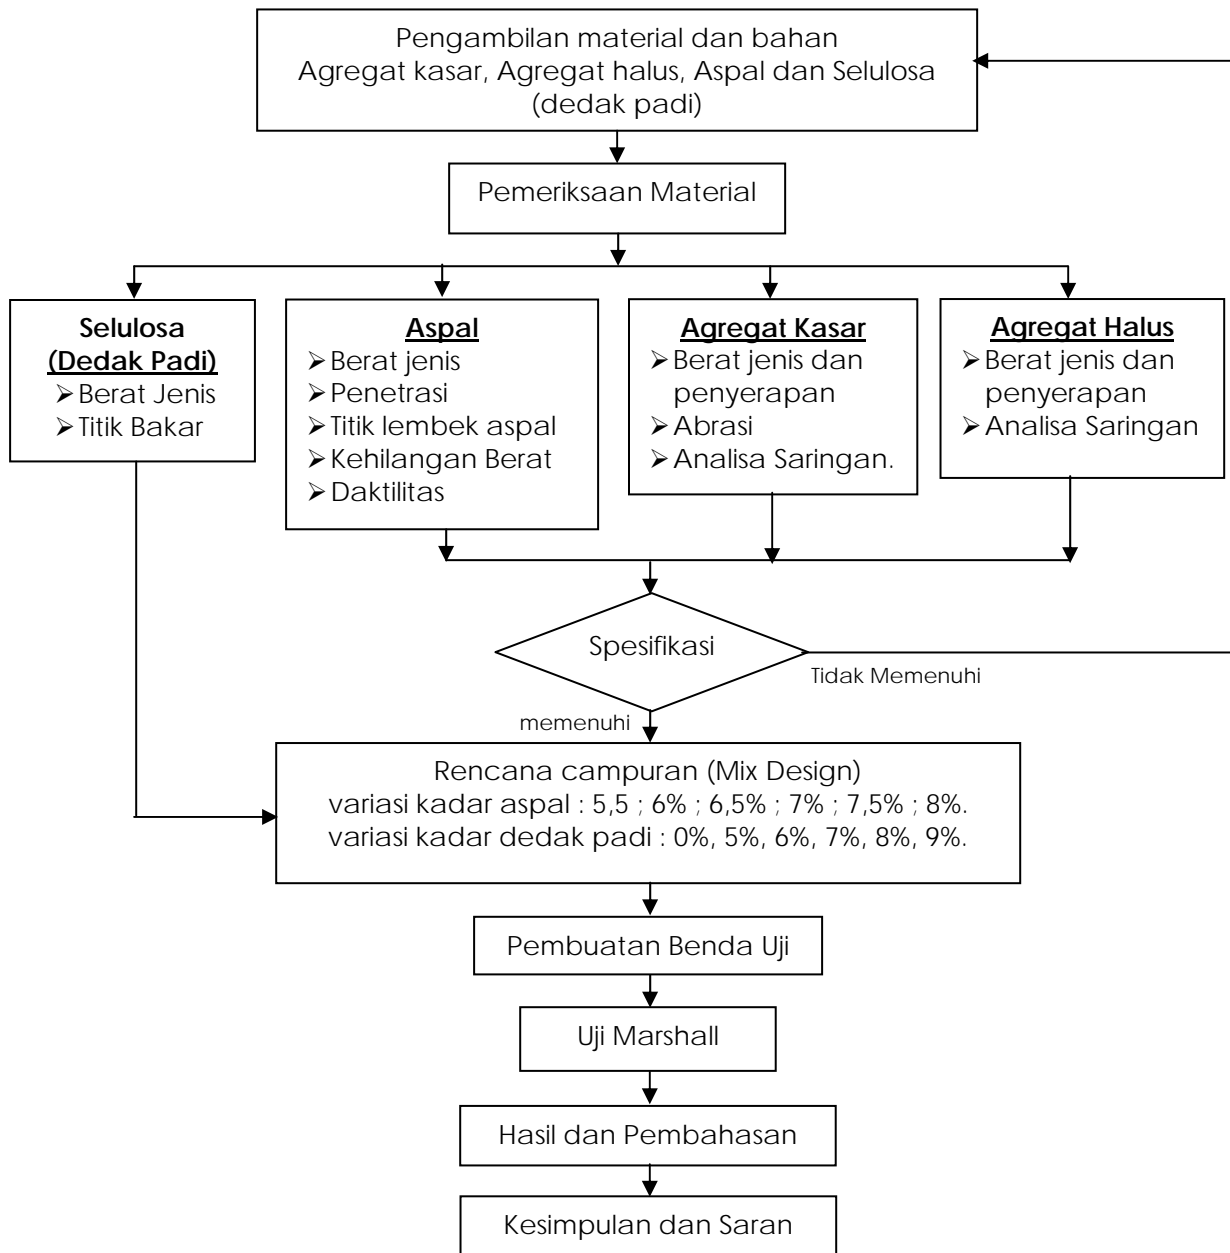 Pengambilan material dan bahan
Agregat kasar, Agregat halus, Aspal dan Selulosa
(dedak padi)
Pemeriksaan Material
Selulosa
(Dedak Padi)
➢ Berat Jenis
➢ Titik Bakar
Aspal
➢ Berat jenis
➢ Penetrasi
➢ Titik lembek aspal
➢ Kehilangan Berat
➢ Daktilitas
Agregat Kasar
➢ Berat jenis dan
penyerapan
➢ Abrasi
➢ Analisa Saringan.
Agregat Halus
➢ Berat jenis dan
penyerapan
➢ Analisa Saringan
Spesifikasi
Tidak Memenuhi
memenuhi
Rencana campuran (Mix Design)
variasi kadar aspal : 5,5 ; 6% ; 6,5% ; 7% ; 7,5% ; 8%.
variasi kadar dedak padi : 0%, 5%, 6%, 7%, 8%, 9%.
Pembuatan Benda Uji
Uji Marshall
Hasil dan Pembahasan
Kesimpulan dan Saran